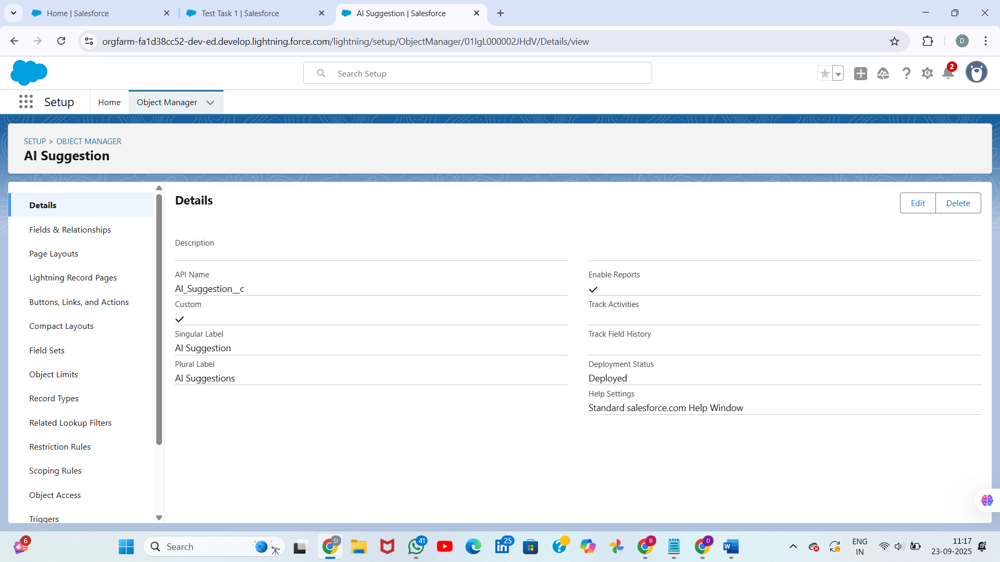 Home | Salesforce
Test Task 1 | Salesforce
AI Suggestion | Salesforce
orgfarm-fa1d38cc52-dev-ed.develop.lightning.force.com/lightning/setup/ObjectManager/01IgL000002JHdV/Details/view
D
Search Setup
2
Setup
Home
Object Manager
SETUP > OBJECT MANAGER
AI Suggestion
Details
Fields & Relationships
Page Layouts
Lightning Record Pages
Buttons, Links, and Actions
Compact Layouts
Field Sets
Object Limits
Record Types
Related Lookup Filters
Restriction Rules
Scoping Rules
Object Access
Triggers
Details
Edit
Delete
Description
API Name
AI_Suggestion__c
Custom
Singular Label
AI Suggestion
Plural Label
AI Suggestions
Enable Reports
Track Activities
Track Field History
Deployment Status
Deployed
Help Settings
Standard salesforce.com Help Window
6
Search
D
41
25
B
D
W
ENG
IN
11:17
23-09-2025